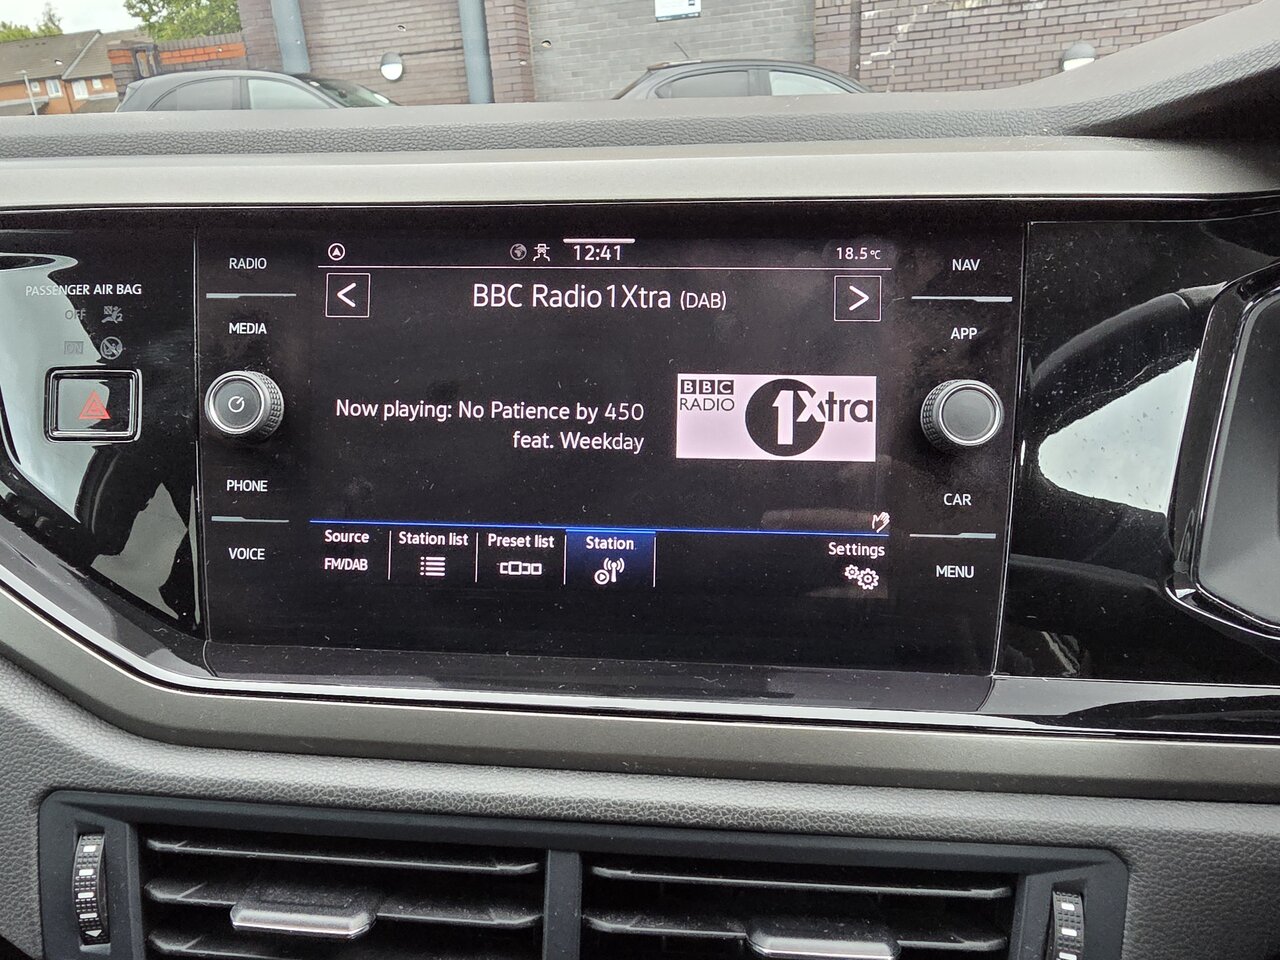 PASSENGER AIR BAG
OFF
ON
RADIO
MEDIA
PHONE
VOICE
12:41
18.5°C
BBC Radio1Xtra (DAB)
Now playing: No Patience by 450
feat. Weekday
BBC
RADIO
1Xtra
Source
FM/DAB
Station list
Preset list
Station
Settings
NAV
APP
CAR
MENU